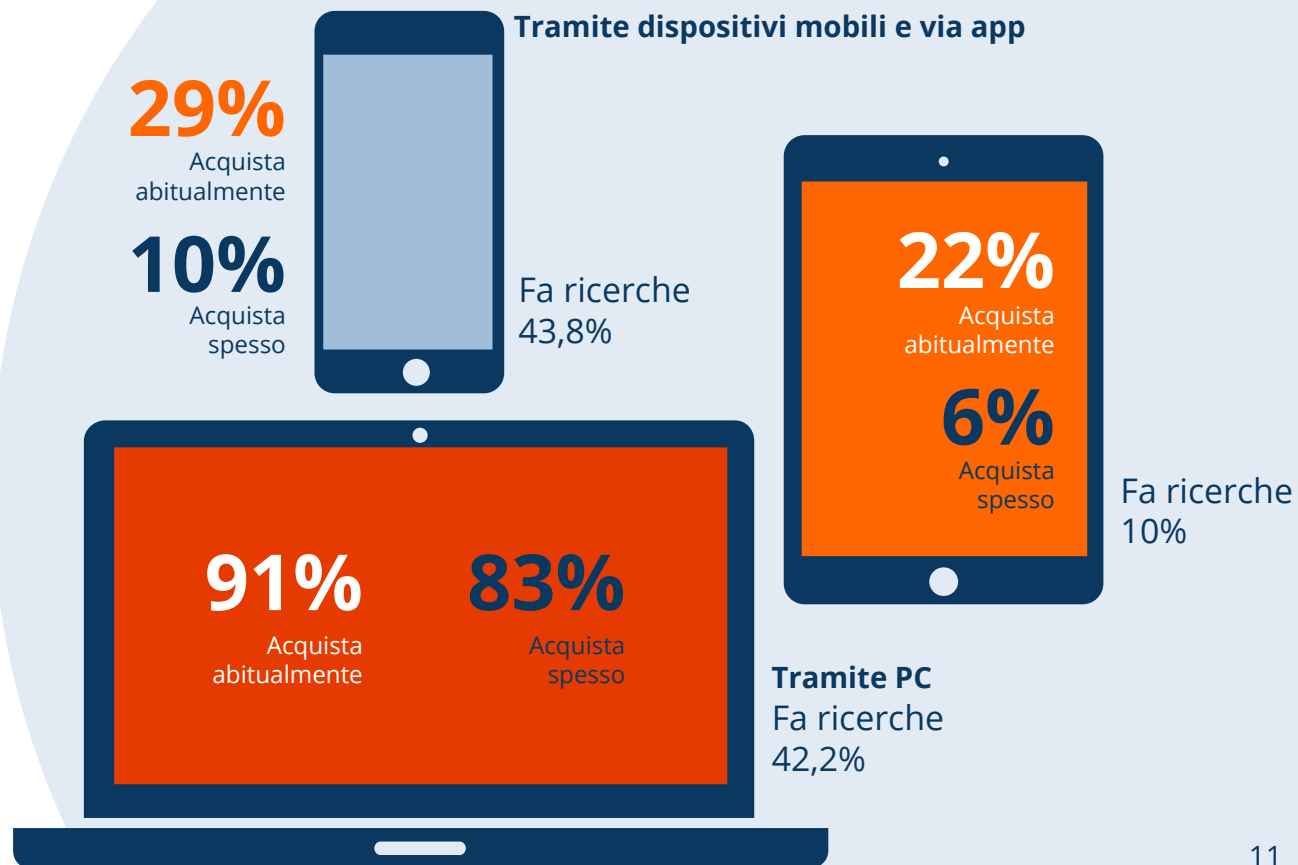 Tramite dispositivi mobili e via app
29%
Acquista
abitualmente
10%
Acquista
spesso
Fa ricerche
43,8%
22%
Acquista
abitualmente
6%
Acquista
spesso
Fa ricerche
10%
91%
Acquista
abitualmente
83%
Acquista
spesso
Tramite PC
Fa ricerche
42,2%
11